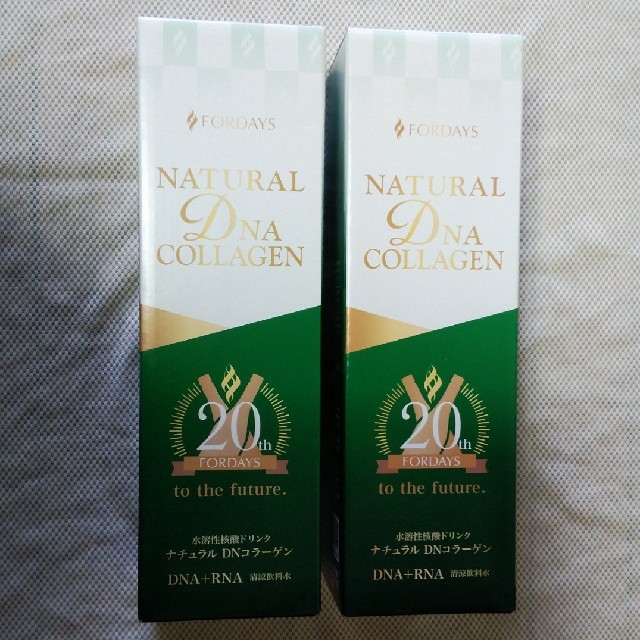 FORDAYS
NATURAL
DNA
COLLAGEN
20th
FORDAYS
to the future.
水溶性核酸ドリンク
ナチュラル DNコラーゲン
DNA+RNA 清涼飲料水
FORDAYS
NATURAL
DNA
COLLAGEN
20th
FORDAYS
to the future.
水溶性核酸ドリンク
ナチュラル DNコラーゲン
DNA+RNA 清涼飲料水